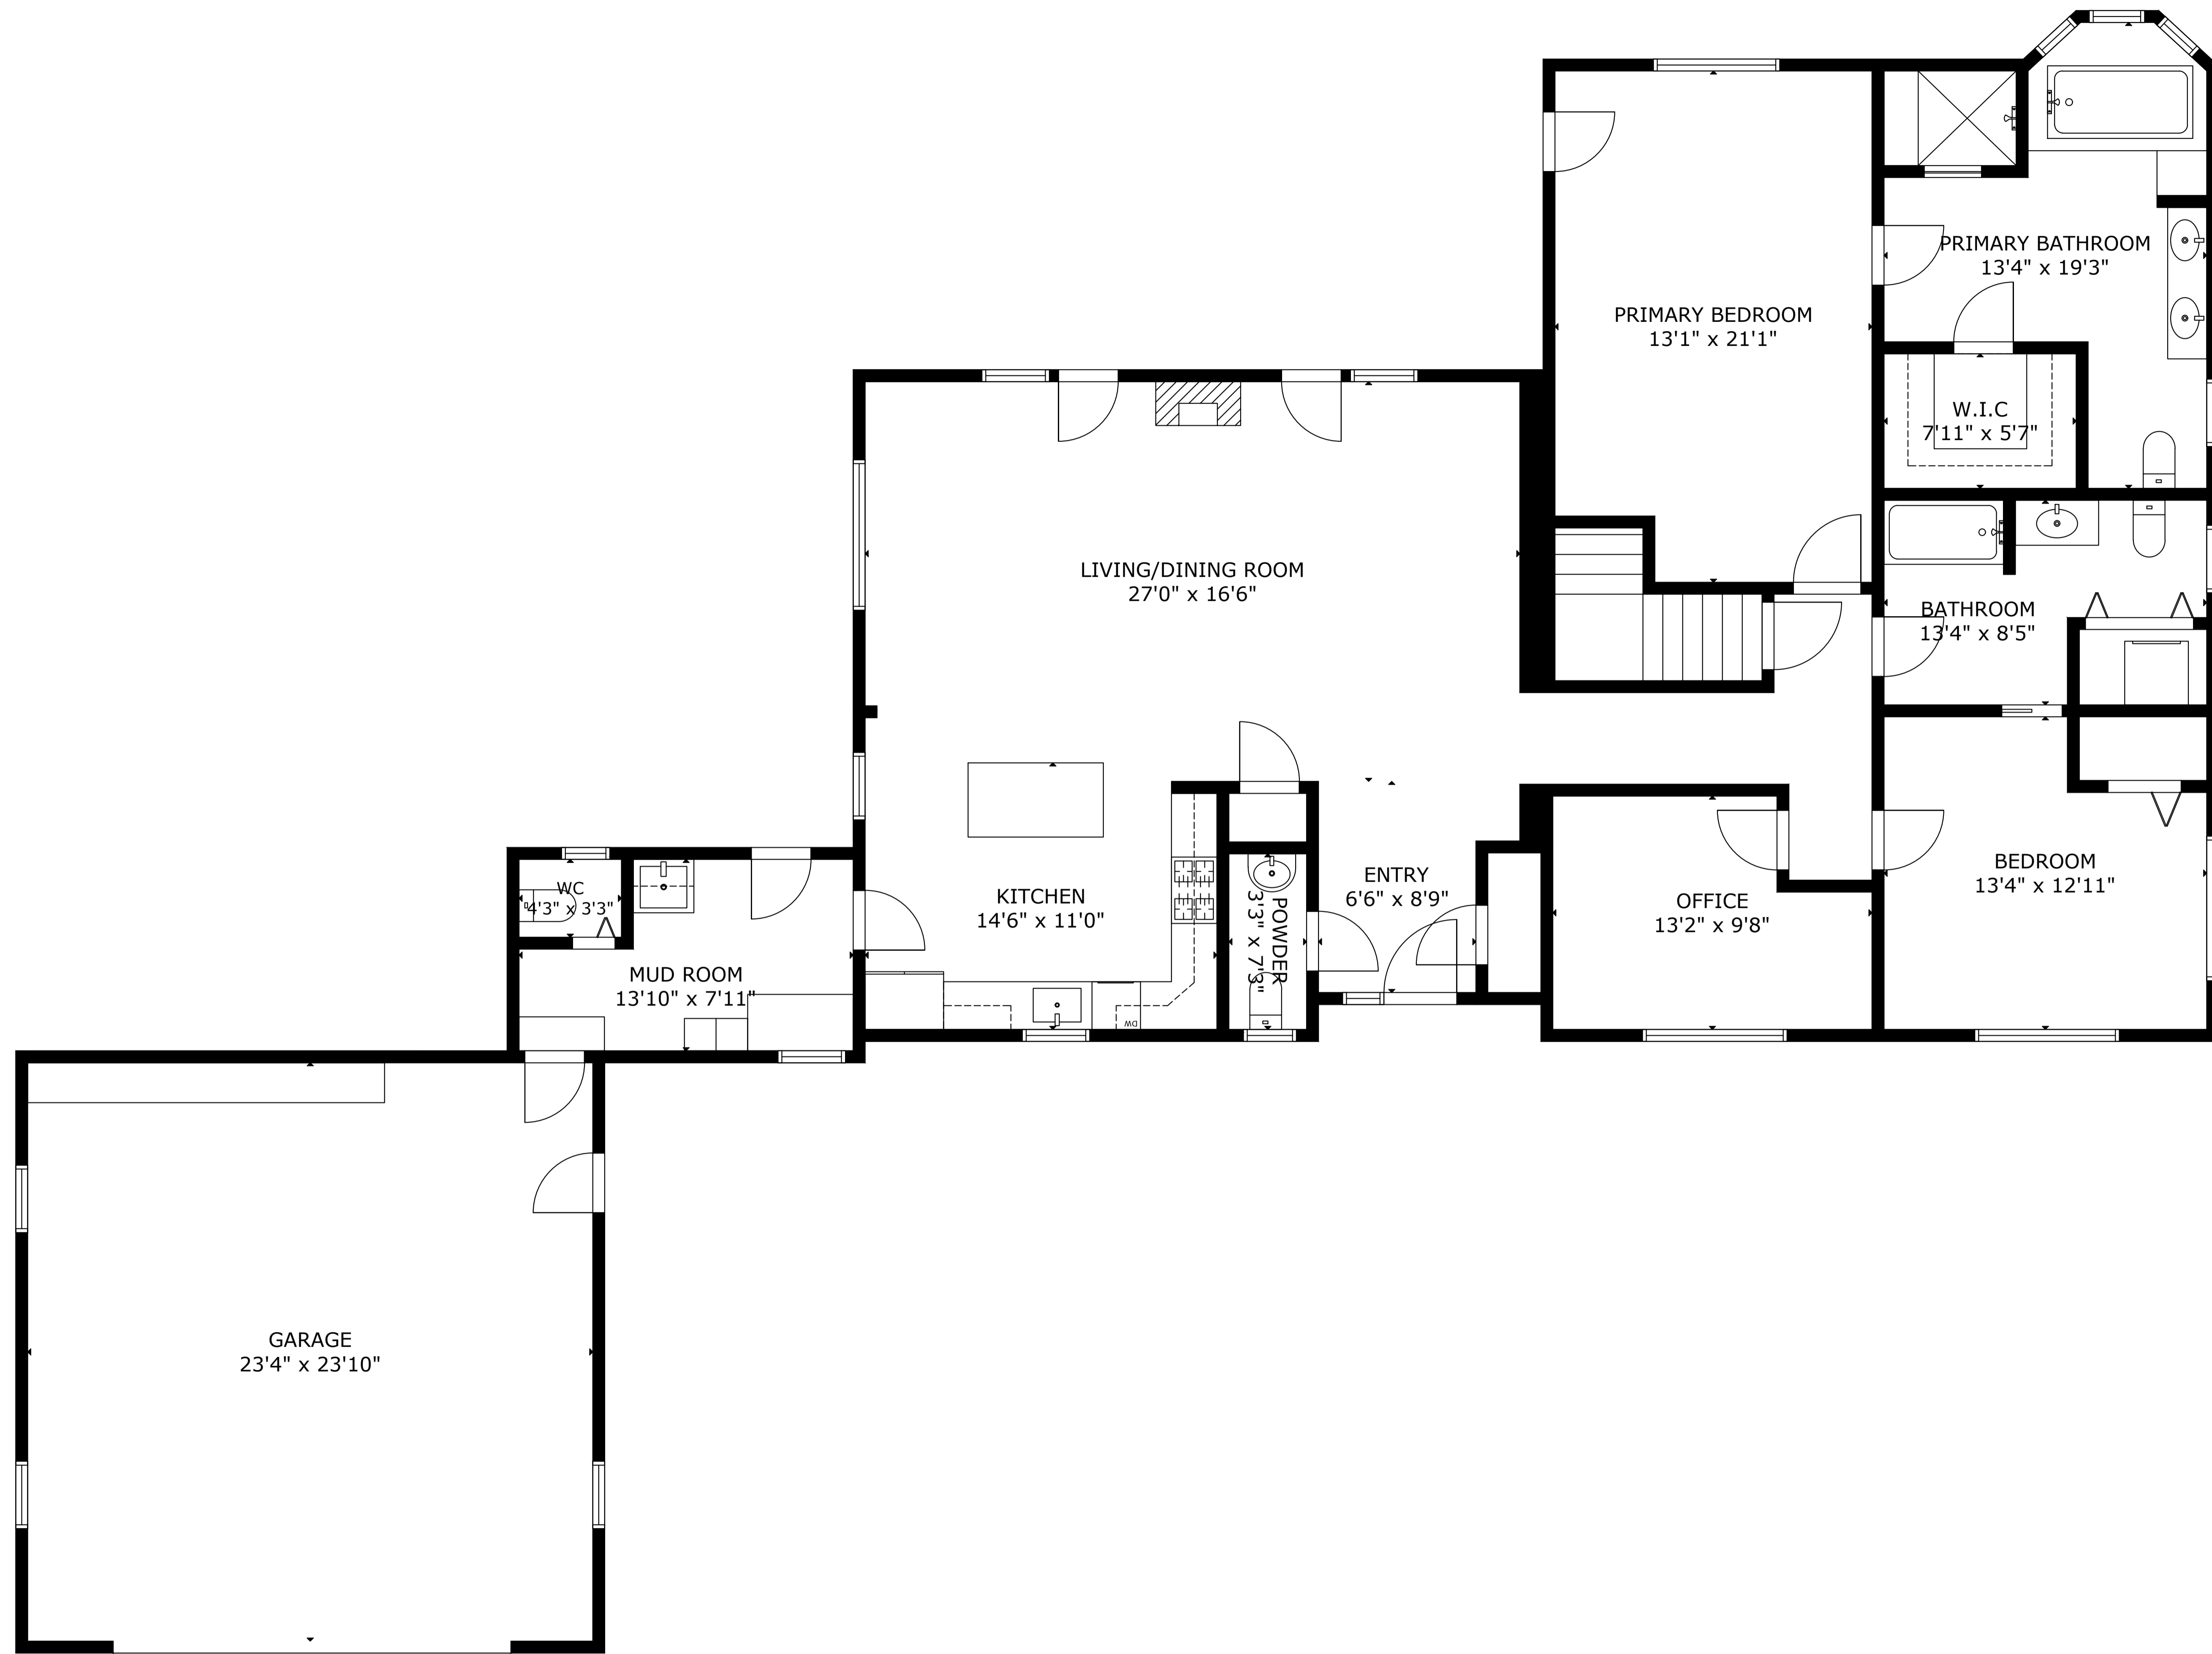 PRIMARY BATHROOM
13'4" x 19'3"
PRIMARY BEDROOM
13'1" x 21'1"
W.I.C
7'11" x 5'7"
LIVING/DINING ROOM
27'0" x 16'6"
BATHROOM
13'4" x 8'5"
BEDROOM
13'4" x 12'11"
ENTRY
6'6" x 8'9"
KITCHEN
14'6" x 11'0"
OFFICE
13'2" x 9'8"
WC
4'3" x 3'3"
POWDER
3'3" x 7'3"
MUD ROOM
13'10" x 7'11"
DW
GARAGE
23'4" x 23'10"